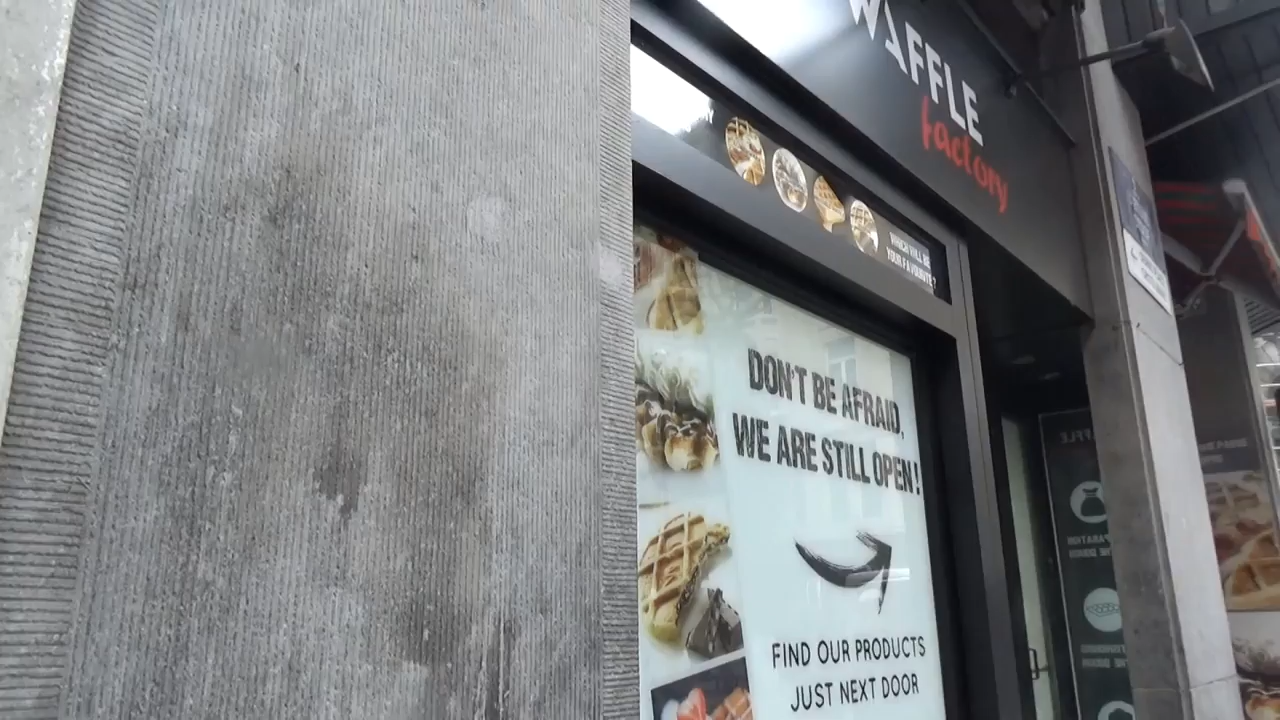 WAFFLE
factory
WHICH WILL BE
YOUR FAVOURITE?
DON'T BE AFRAID,
WE ARE STILL OPEN!
FIND OUR PRODUCTS
JUST NEXT DOOR